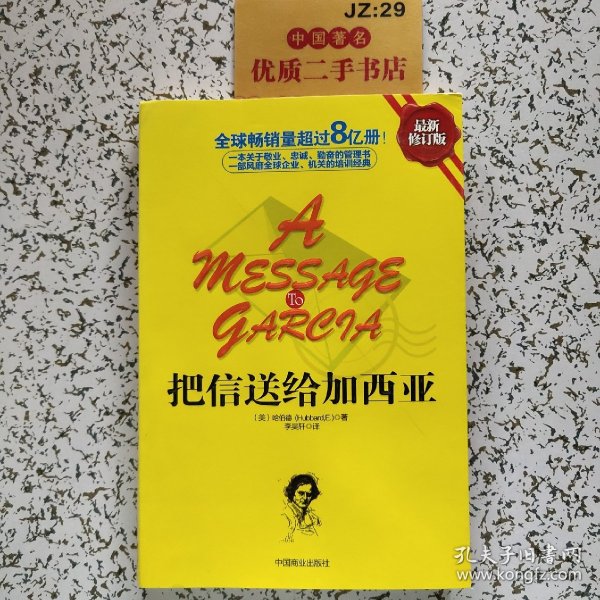 JZ:29
中国著名
优质二手书店
全球畅销量超过8亿册!
一本关于敬业、忠诚、勤奋的管理书
一部风靡全球企业、机关的培训经典
最新
修订版
A
MESSAGE
To
GARCIA
把信送给加西亚
(美)哈伯德 (Hubbard,E.)◎著
李昊轩◎译
中国商业出版社
孔夫子旧书网
www.kongfz.com